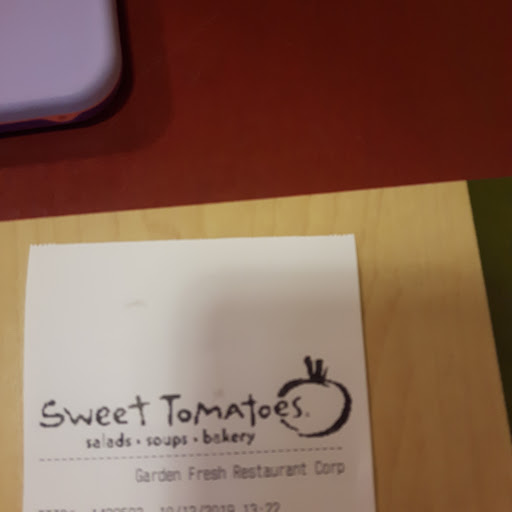 Sweet Tomatoes.
salads • soups • bakery
Garden Fresh Restaurant Corp